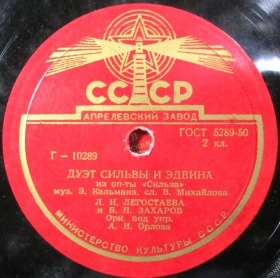 СССР
АПРЕЛЕВСКИЙ ЗАВОД
ГОСТ 5289-50
Г — 10289
2 кл.
ДУЭТ СИЛЬВЫ И ЭДВИНА
из оп-ты «Сильва»
муз. Э. Кальмана, сл. В. Михайлова
Л. И. ЛЕГОСТАЕВА
и В. П. ЗАХАРОВ
Орк. под упр.
А. Н. Орлова
МИНИСТЕРСТВО КУЛЬТУРЫ СССР